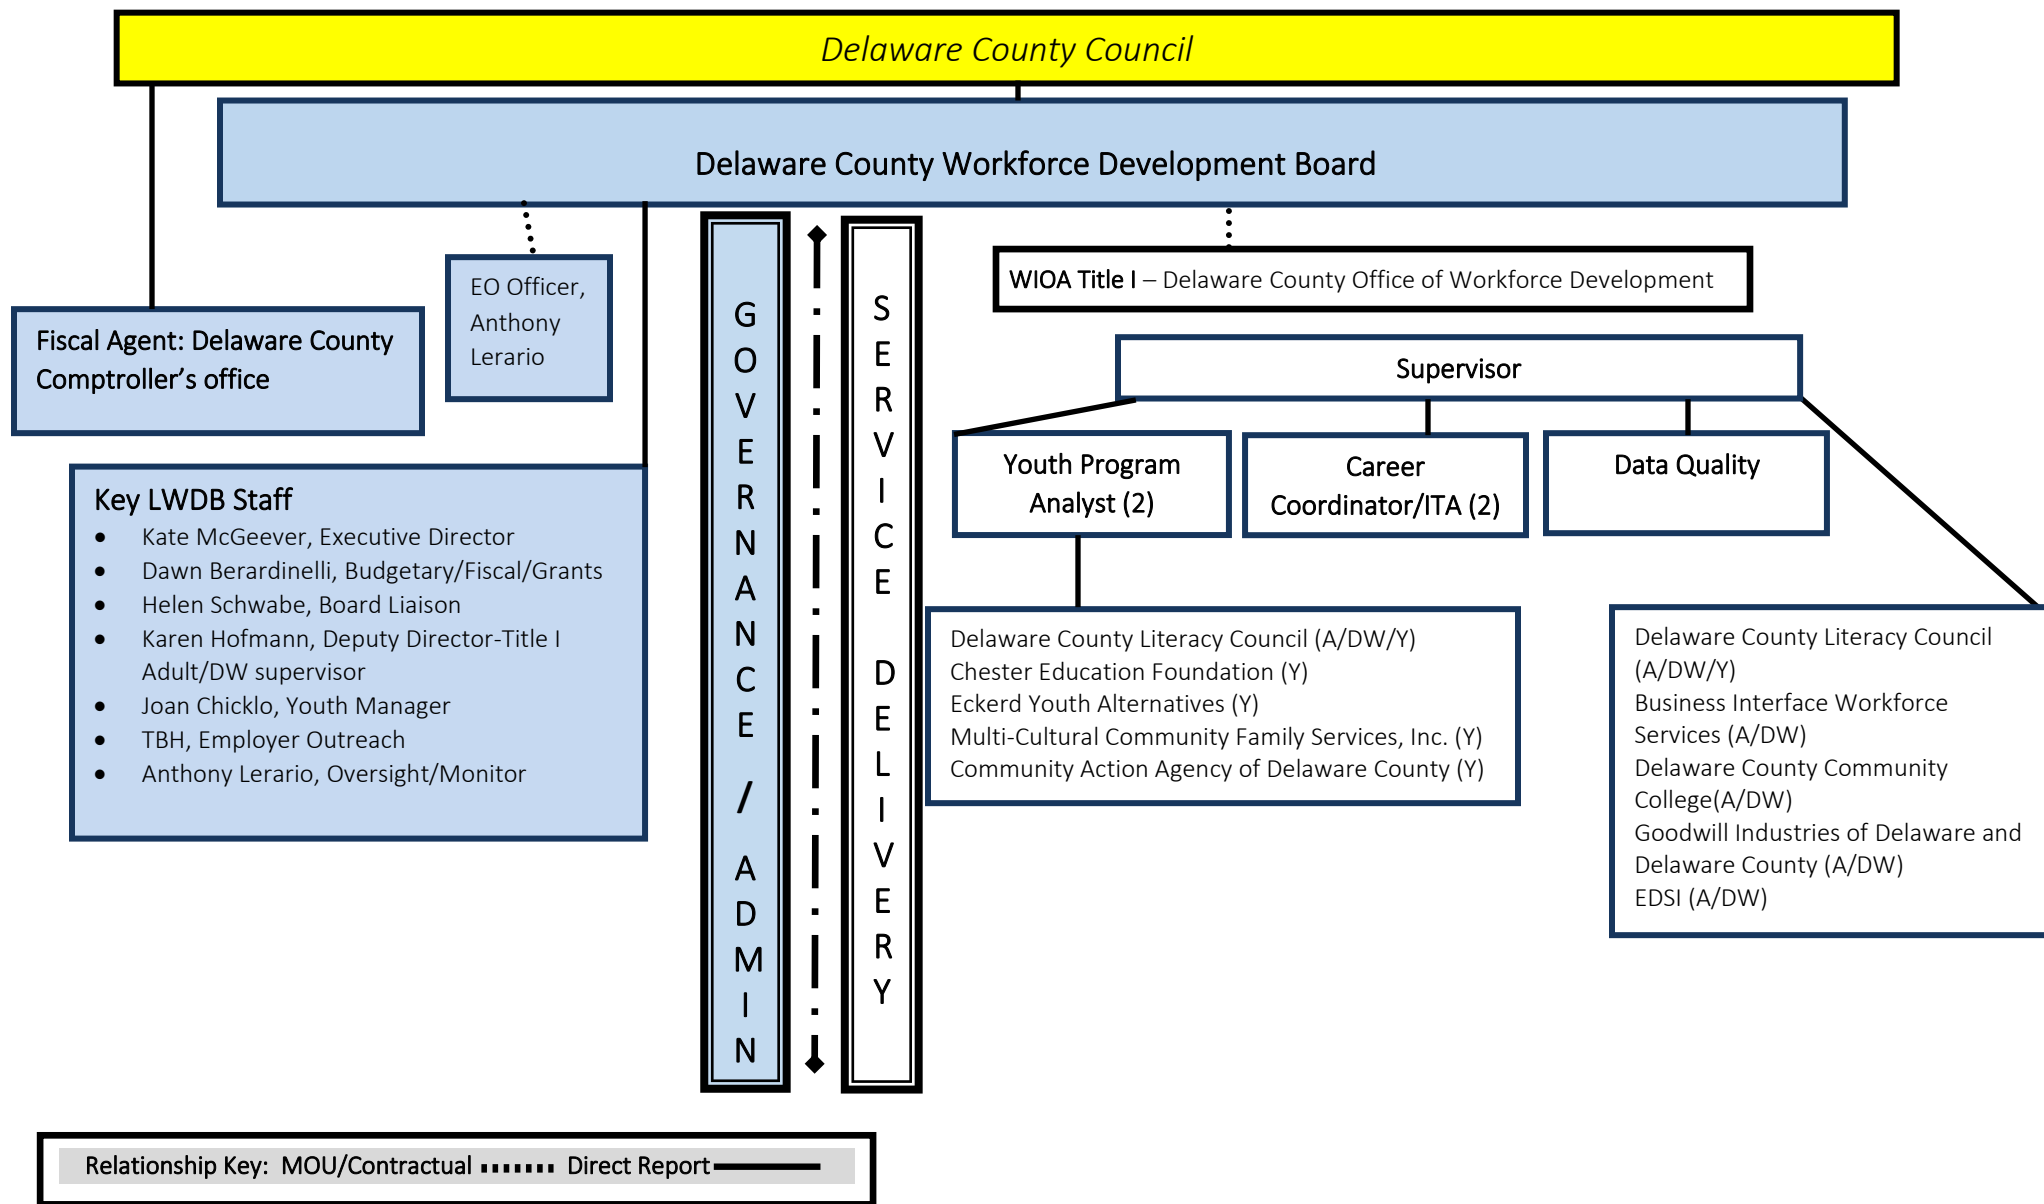 Delaware County Council
Delaware County Workforce Development Board
EO Officer,
Anthony
Lerario
Fiscal Agent: Delaware County
Comptroller’s office
Key LWDB Staff
• Kate McGeever, Executive Director
• Dawn Berardinelli, Budgetary/Fiscal/Grants
• Helen Schwabe, Board Liaison
• Karen Hofmann, Deputy Director-Title I
Adult/DW supervisor
• Joan Chicklo, Youth Manager
• TBH, Employer Outreach
• Anthony Lerario, Oversight/Monitor
GOVERNANCE / ADMIN
SERVICE DELIVERY
WIOA Title I – Delaware County Office of Workforce Development
Supervisor
Youth Program
Analyst (2)
Career
Coordinator/ITA (2)
Data Quality
Delaware County Literacy Council (A/DW/Y)
Chester Education Foundation (Y)
Eckerd Youth Alternatives (Y)
Multi-Cultural Community Family Services, Inc. (Y)
Community Action Agency of Delaware County (Y)
Delaware County Literacy Council
(A/DW/Y)
Business Interface Workforce
Services (A/DW)
Delaware County Community
College(A/DW)
Goodwill Industries of Delaware and
Delaware County (A/DW)
EDSI (A/DW)
Relationship Key: MOU/Contractual Direct Report